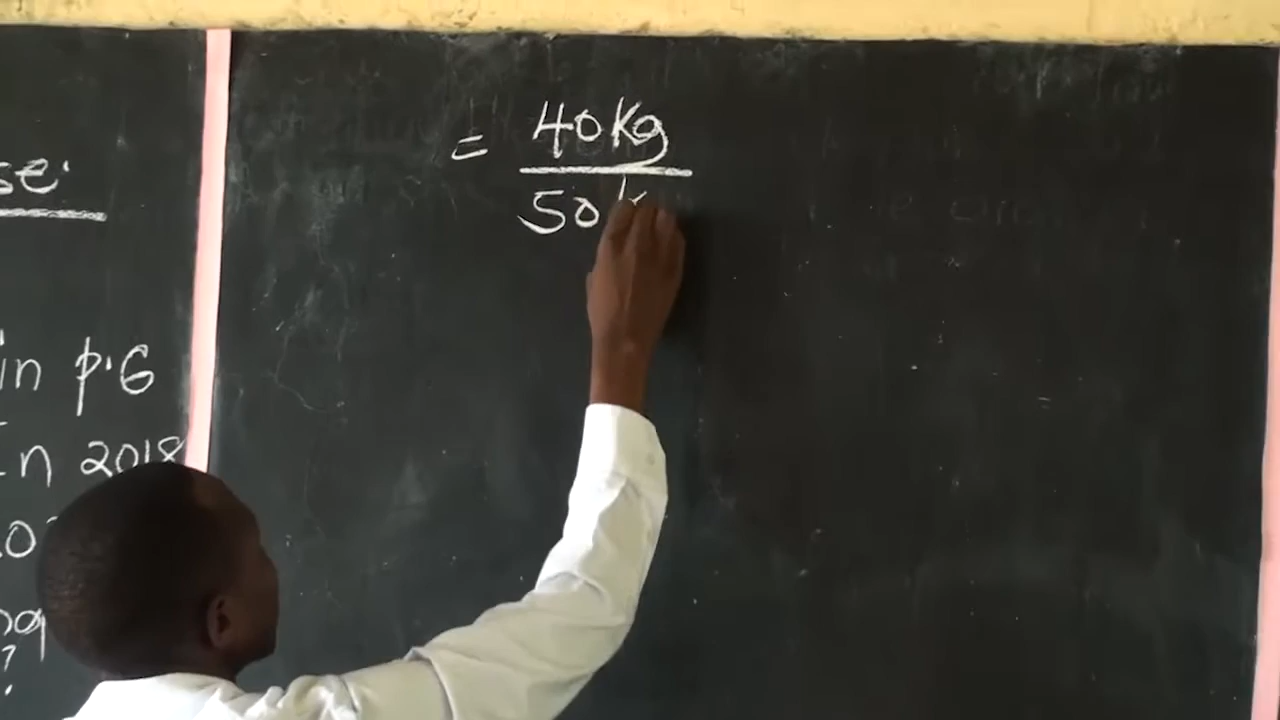 se.
in p.6
In 2018
= 40Kg
50k